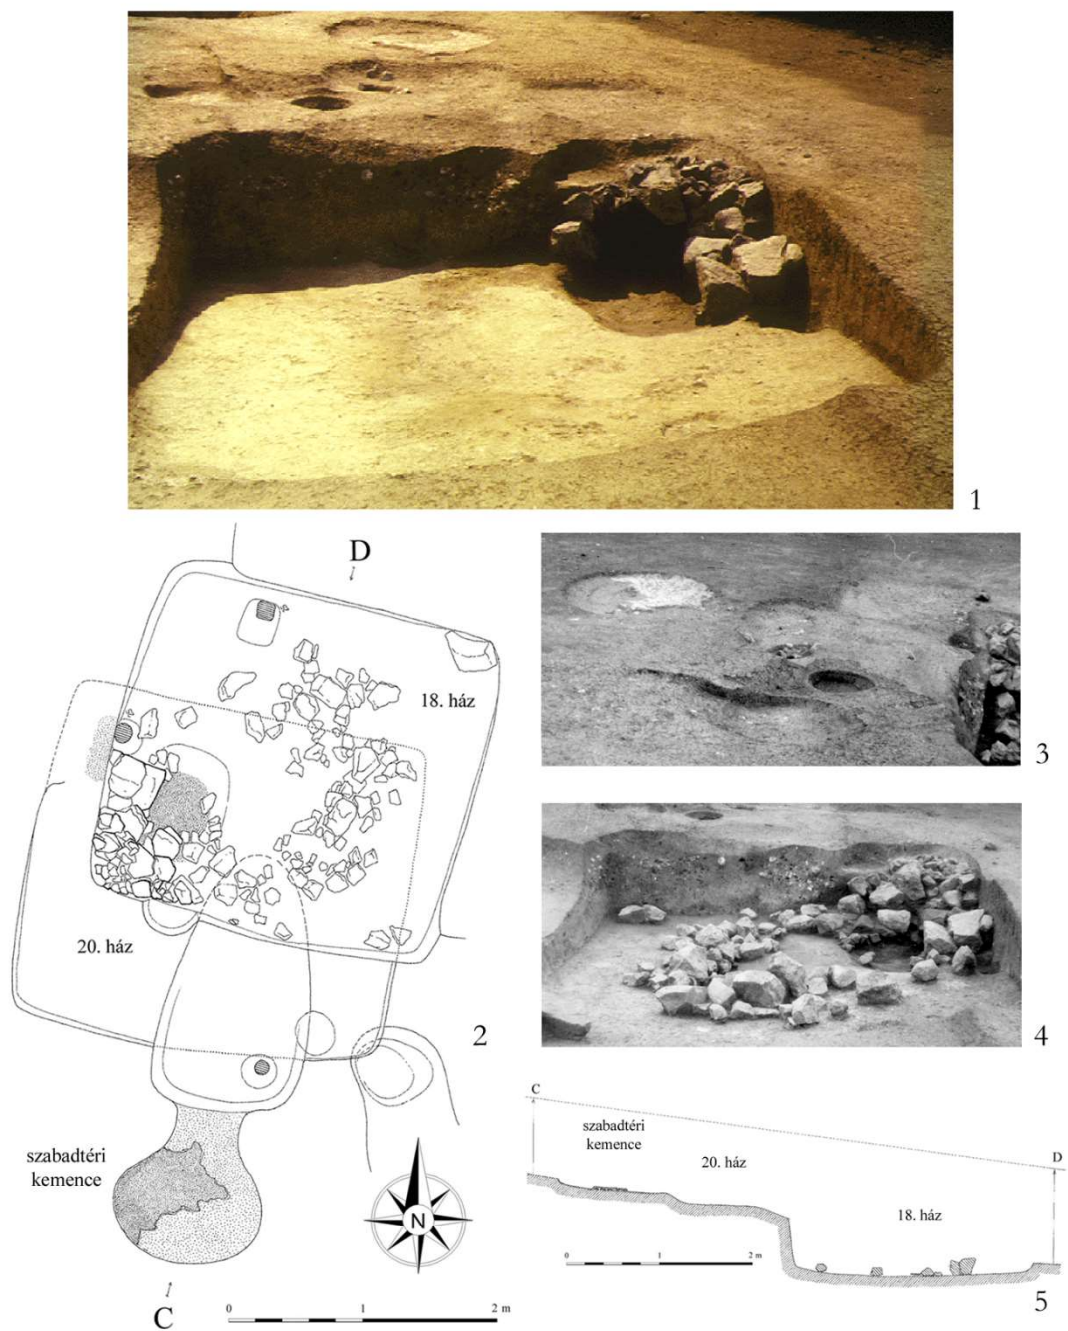 1
D
18. ház
20. ház
2
szabadtéri
kemence
N
C
0 1 2 m
3
4
C
szabadtéri
kemence
20. ház
D
18. ház
0 1 2 m
5